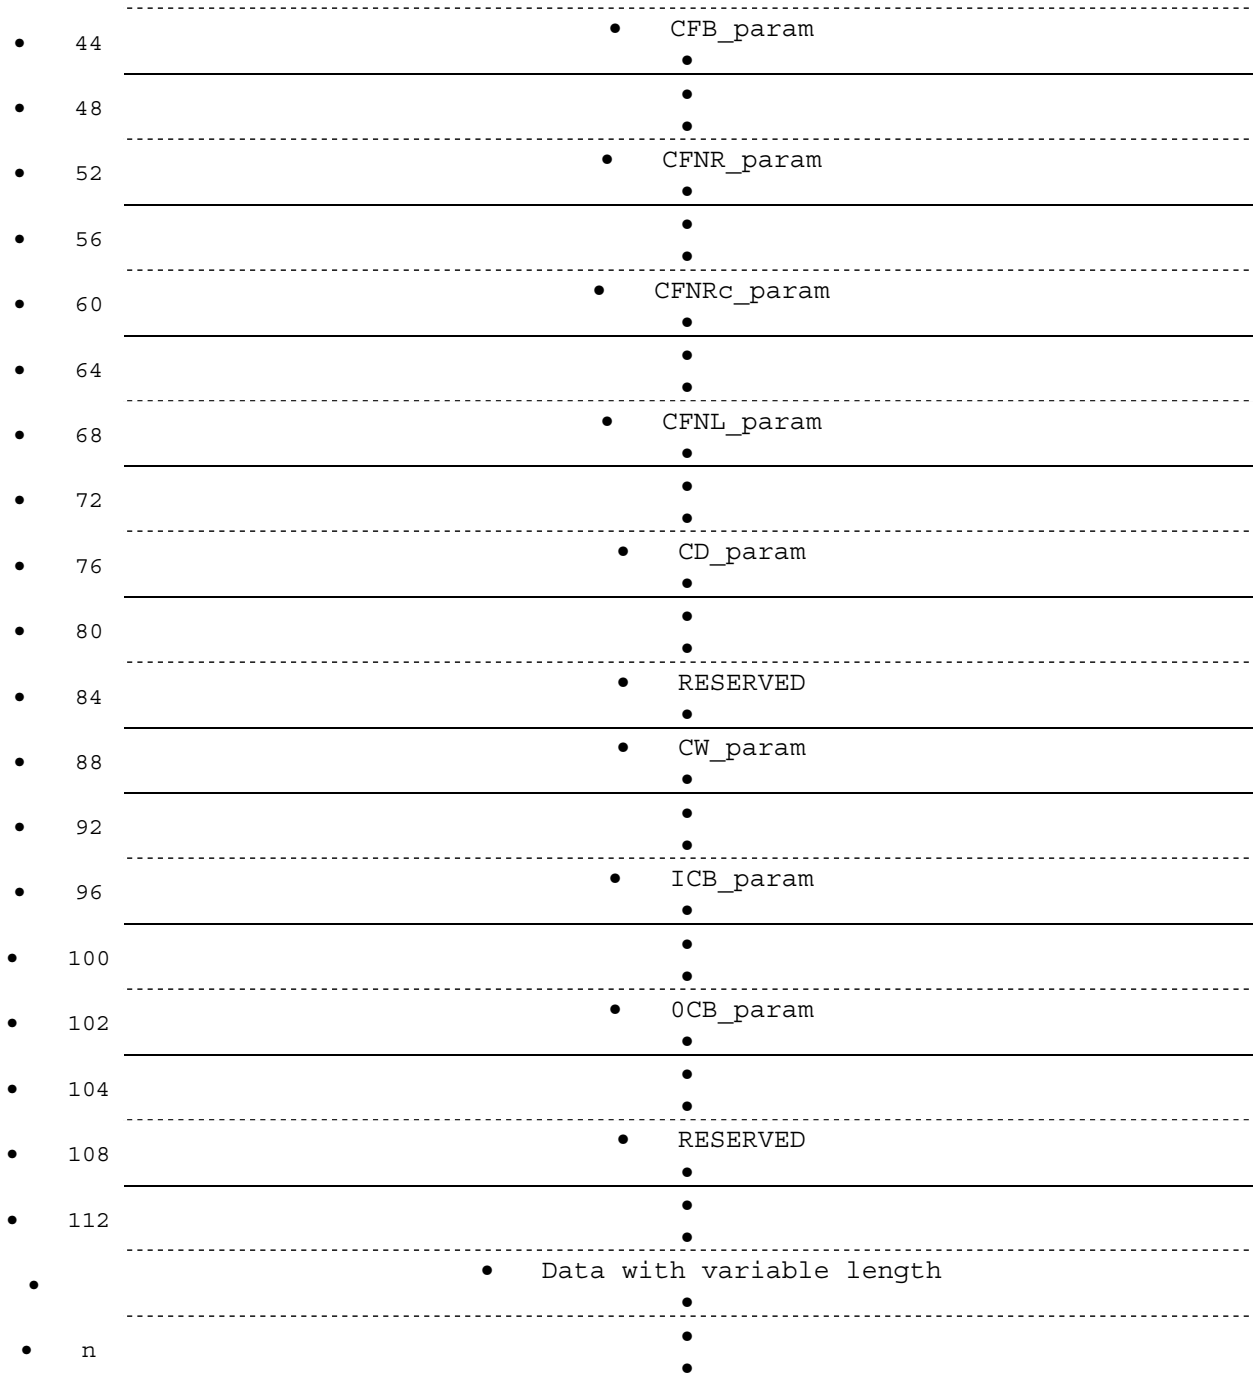 • 44 • CFB_param
•
• 48 •
•
• 52 • CFNR_param
•
• 56 •
•
• 60 • CFNRc_param
•
• 64 •
•
• 68 • CFNL_param
•
• 72 •
•
• 76 • CD_param
•
• 80 •
•
• 84 • RESERVED
•
• 88 • CW_param
•
• 92 •
•
• 96 • ICB_param
•
• 100 •
•
• 102 • 0CB_param
•
• 104 •
•
• 108 • RESERVED
•
• 112 •
•
• • Data with variable length
•
• n •
•